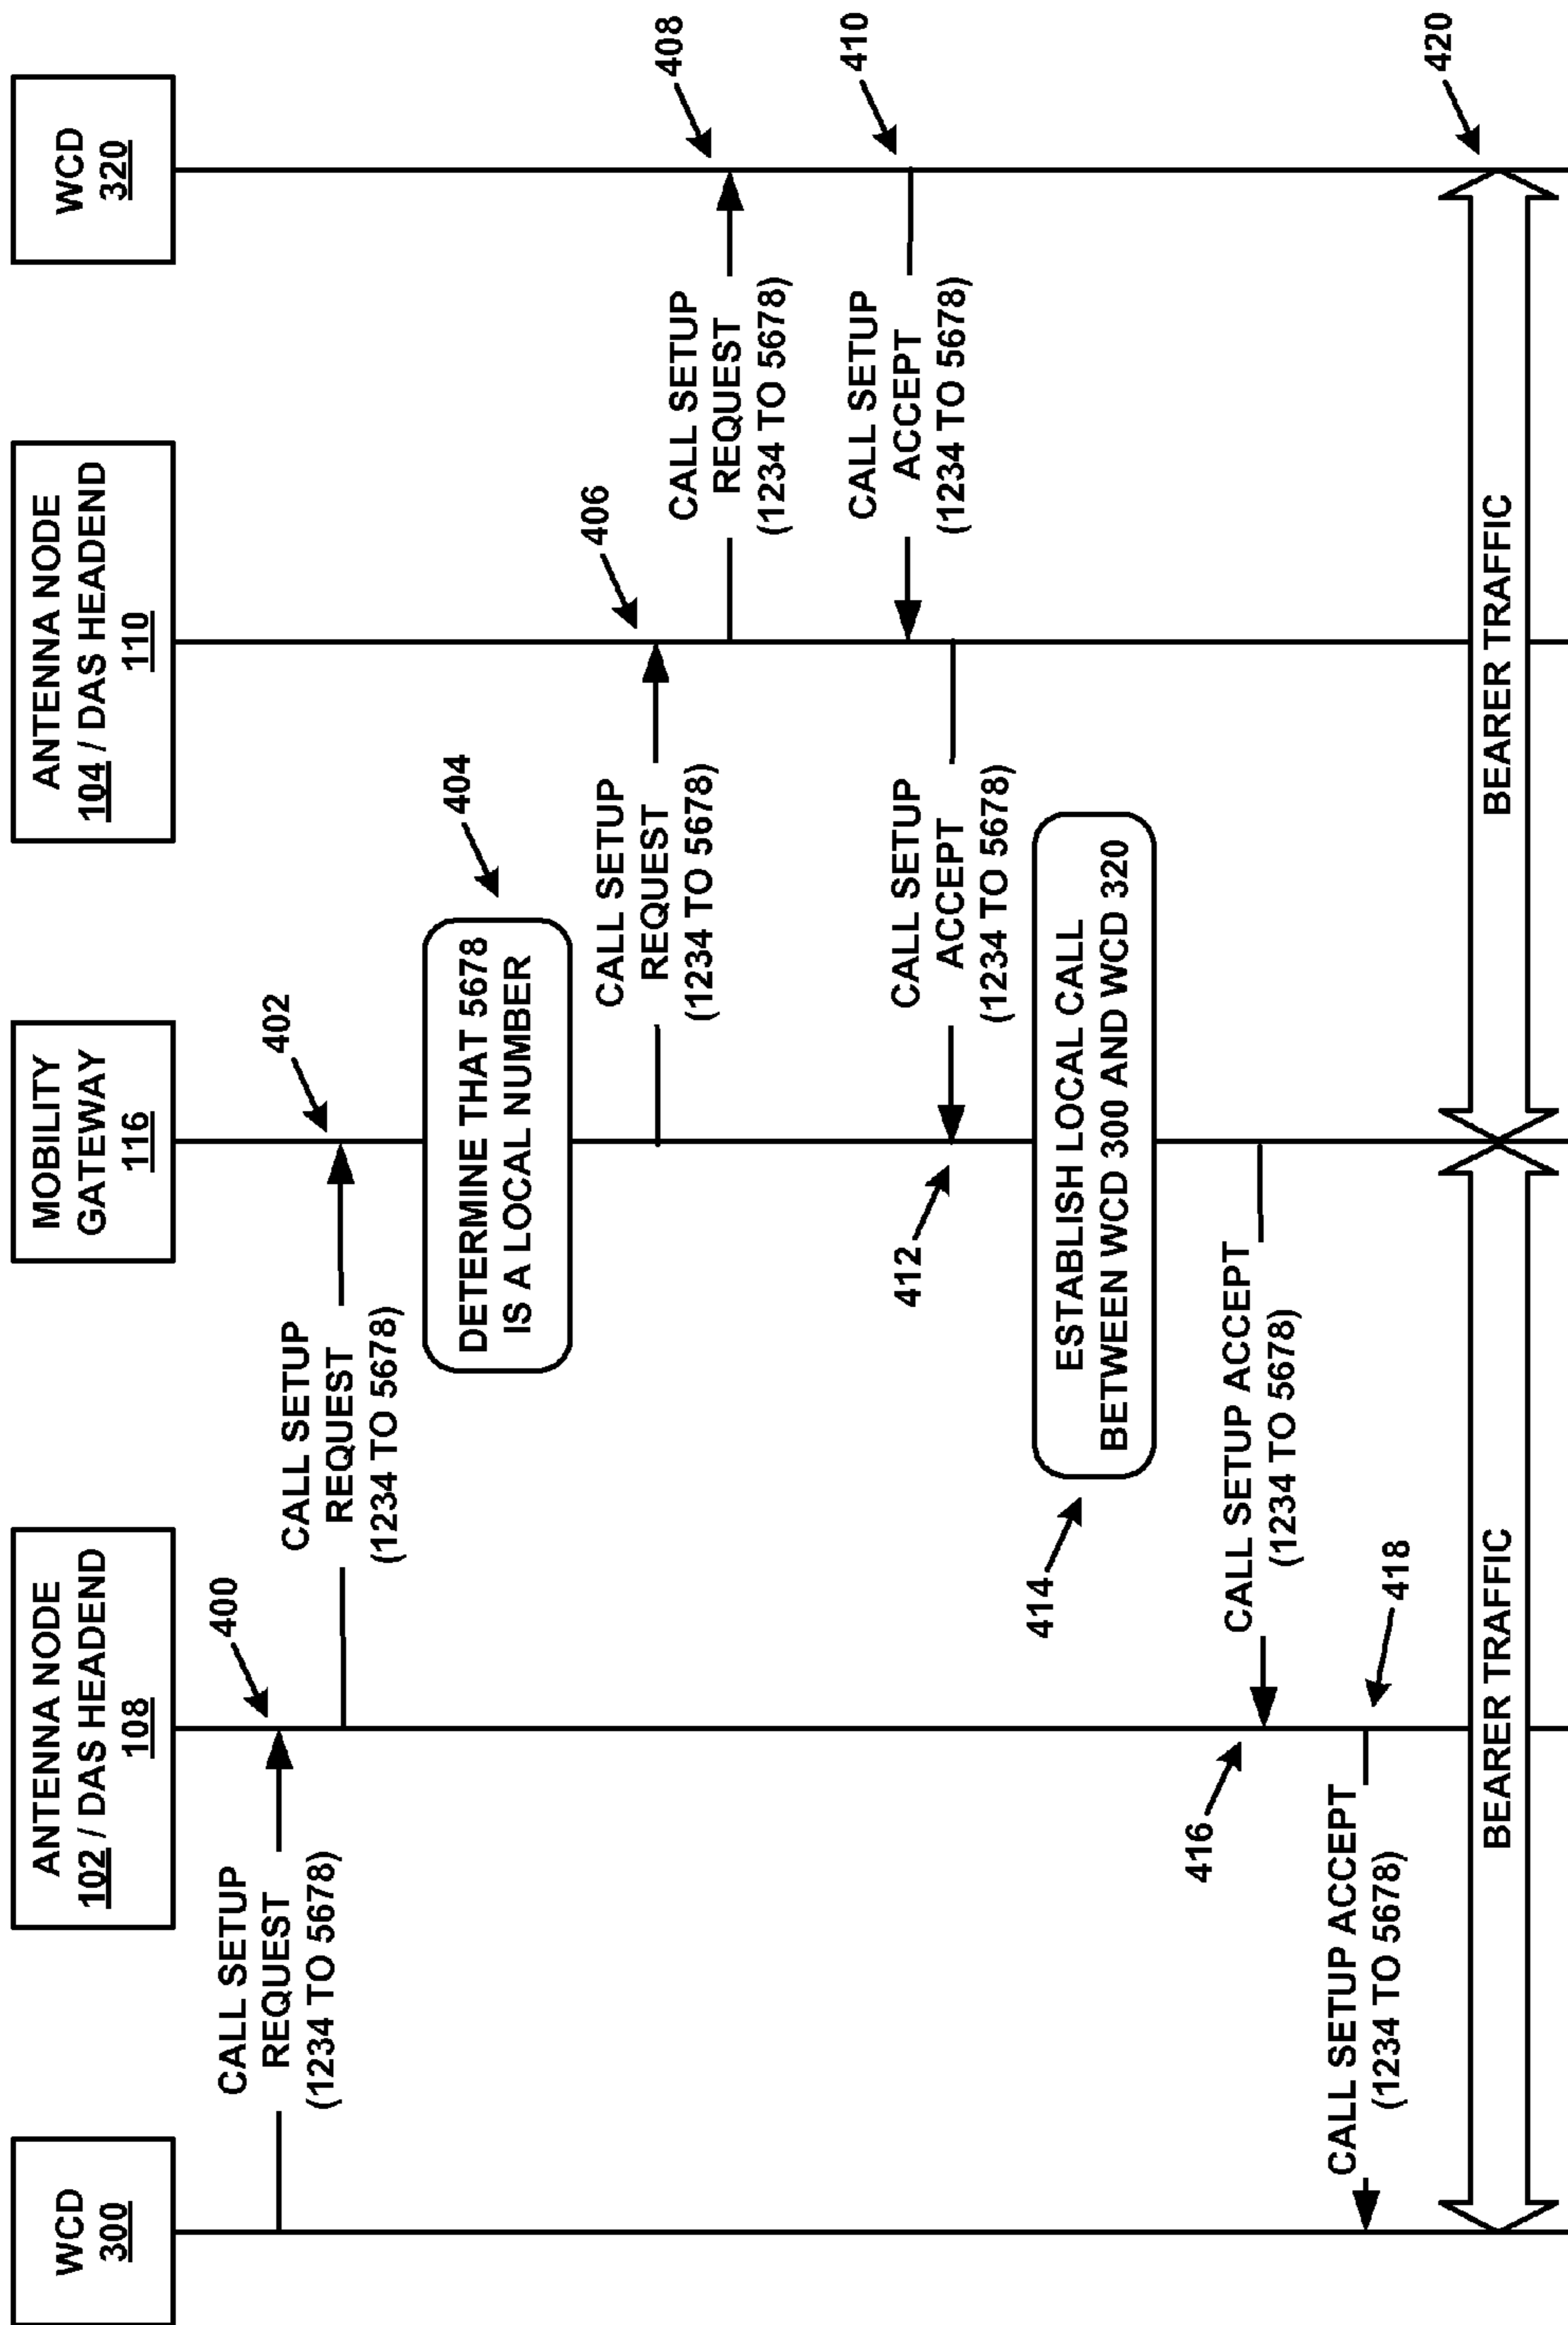 WCD
300
ANTENNA NODE
102 / DAS HEADEND
108
MOBILITY
GATEWAY
116
ANTENNA NODE
104 / DAS HEADEND
110
WCD
320
CALL SETUP
REQUEST
(1234 TO 5678)
400
CALL SETUP
REQUEST
(1234 TO 5678)
402
DETERMINE THAT 5678
IS A LOCAL NUMBER
404
CALL SETUP
REQUEST
(1234 TO 5678)
406
CALL SETUP
REQUEST
(1234 TO 5678)
408
CALL SETUP
ACCEPT
(1234 TO 5678)
410
CALL SETUP
ACCEPT
(1234 TO 5678)
412
ESTABLISH LOCAL CALL
BETWEEN WCD 300 AND WCD 320
414
CALL SETUP ACCEPT
(1234 TO 5678)
416
CALL SETUP ACCEPT
(1234 TO 5678)
418
BEARER TRAFFIC
BEARER TRAFFIC
420